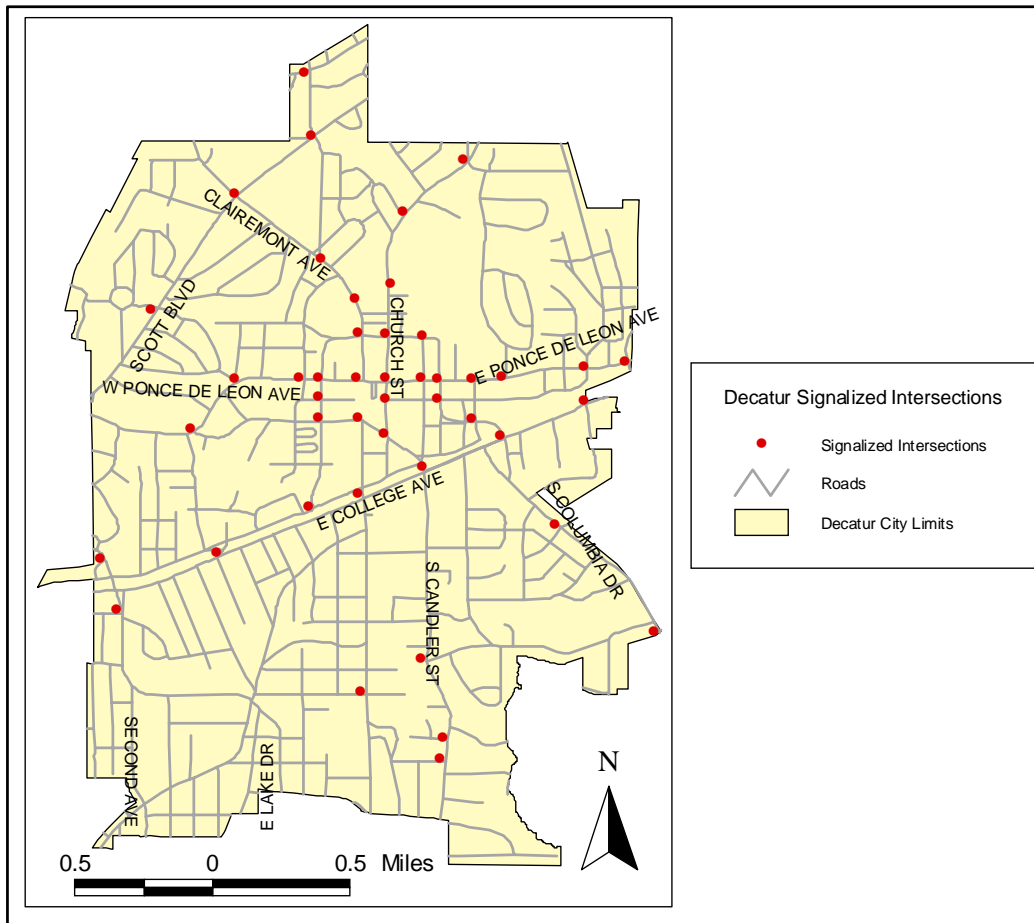 CLAIREMONT AVE
SCOTT BLVD
CHURCH ST
E PONCE DE LEON AVE
W PONCE DE LEON AVE
E COLLEGE AVE
S COLUMBIA DR
S CANDLER ST
SECOND AVE
E LAKE DR
N
0.5 0 0.5 Miles
Decatur Signalized Intersections
Signalized Intersections
Roads
Decatur City Limits